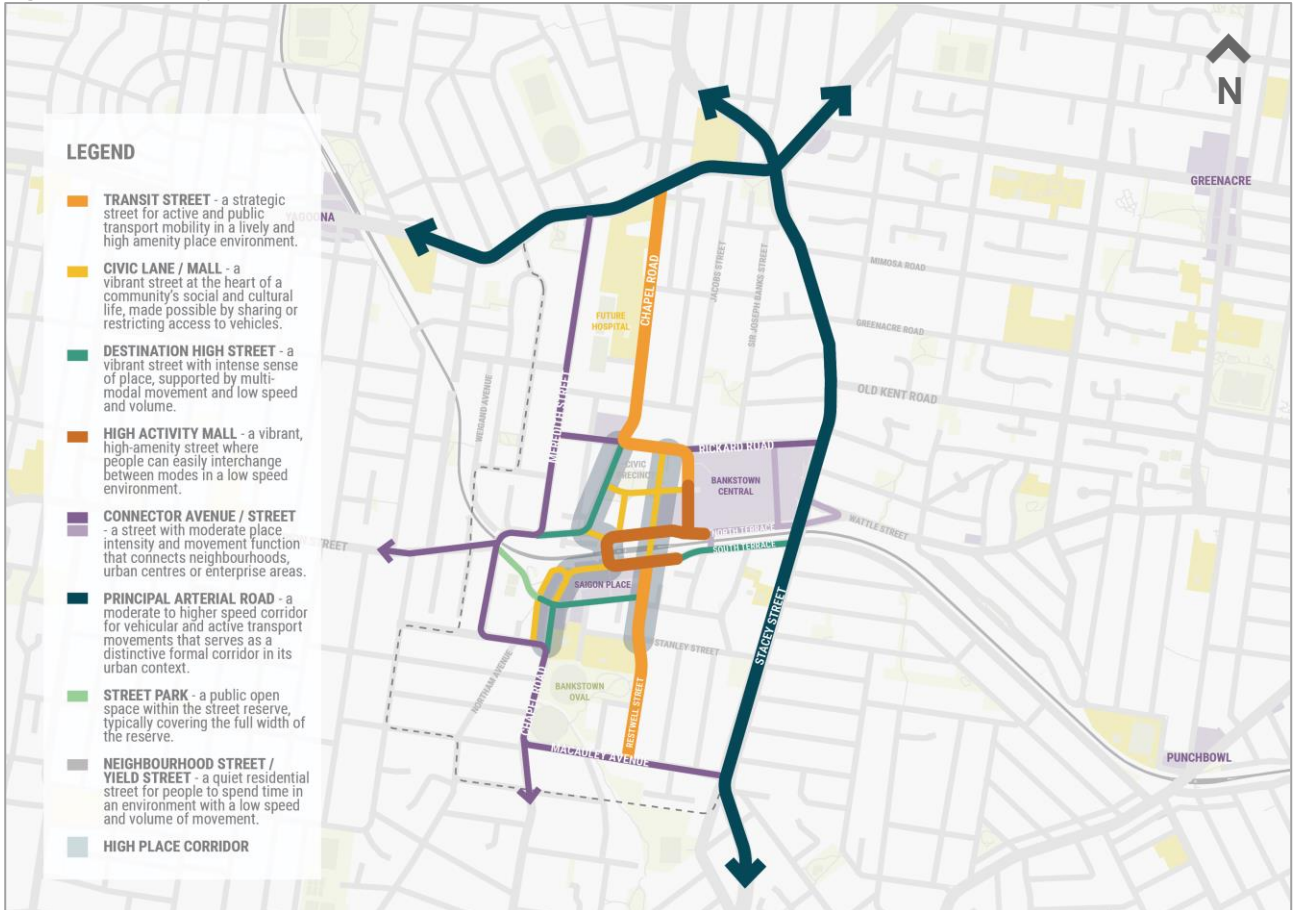 LEGEND
TRANSIT STREET - a strategic
street for active and public
transport mobility in a lively and
high amenity place environment.
CIVIC LANE / MALL - a
vibrant street at the heart of a
community's social and cultural
life, made possible by sharing or
restricting access to vehicles.
DESTINATION HIGH STREET - a
vibrant street with intense sense
of place, supported by multi-
modal movement and low speed
and volume.
HIGH ACTIVITY MALL - a vibrant,
high-amenity street where
people can easily interchange
between modes in a low speed
environment.
CONNECTOR AVENUE / STREET
- a street with moderate place
intensity and movement function
that connects neighbourhoods,
urban centres or enterprise areas.
PRINCIPAL ARTERIAL ROAD - a
moderate to higher speed corridor
for vehicular and active transport
movements that serves as a
distinctive formal corridor in its
urban context.
STREET PARK - a public open
space within the street reserve,
typically covering the full width of
the reserve.
NEIGHBOURHOOD STREET /
YIELD STREET - a quiet residential
street for people to spend time in
an environment with a low speed
and volume of movement.
HIGH PLACE CORRIDOR
N
GREENACRE
YAGOONA
MIMOSA ROAD
JACOBS STREET
SIR JOSEPH BANKS STREET
CHAPEL ROAD
FUTURE
HOSPITAL
GREENACRE ROAD
OLD KENT ROAD
WEIGAND AVENUE
MEREDITH STREET
RICKARD ROAD
CIVIC
RECINC
BANKSTOWN
CENTRAL
WATTLE STREET
NORTH TERRACE
SOUTH TERRACE
STREET
SAIGON PLACE
STACEY STREET
STANLEY STREET
NORTHAM AVENUE
CHAPEL ROAD
BANKSTOWN
OVAL
RESTWELL STREET
MACAULEY AVENUE
PUNCHBOWL